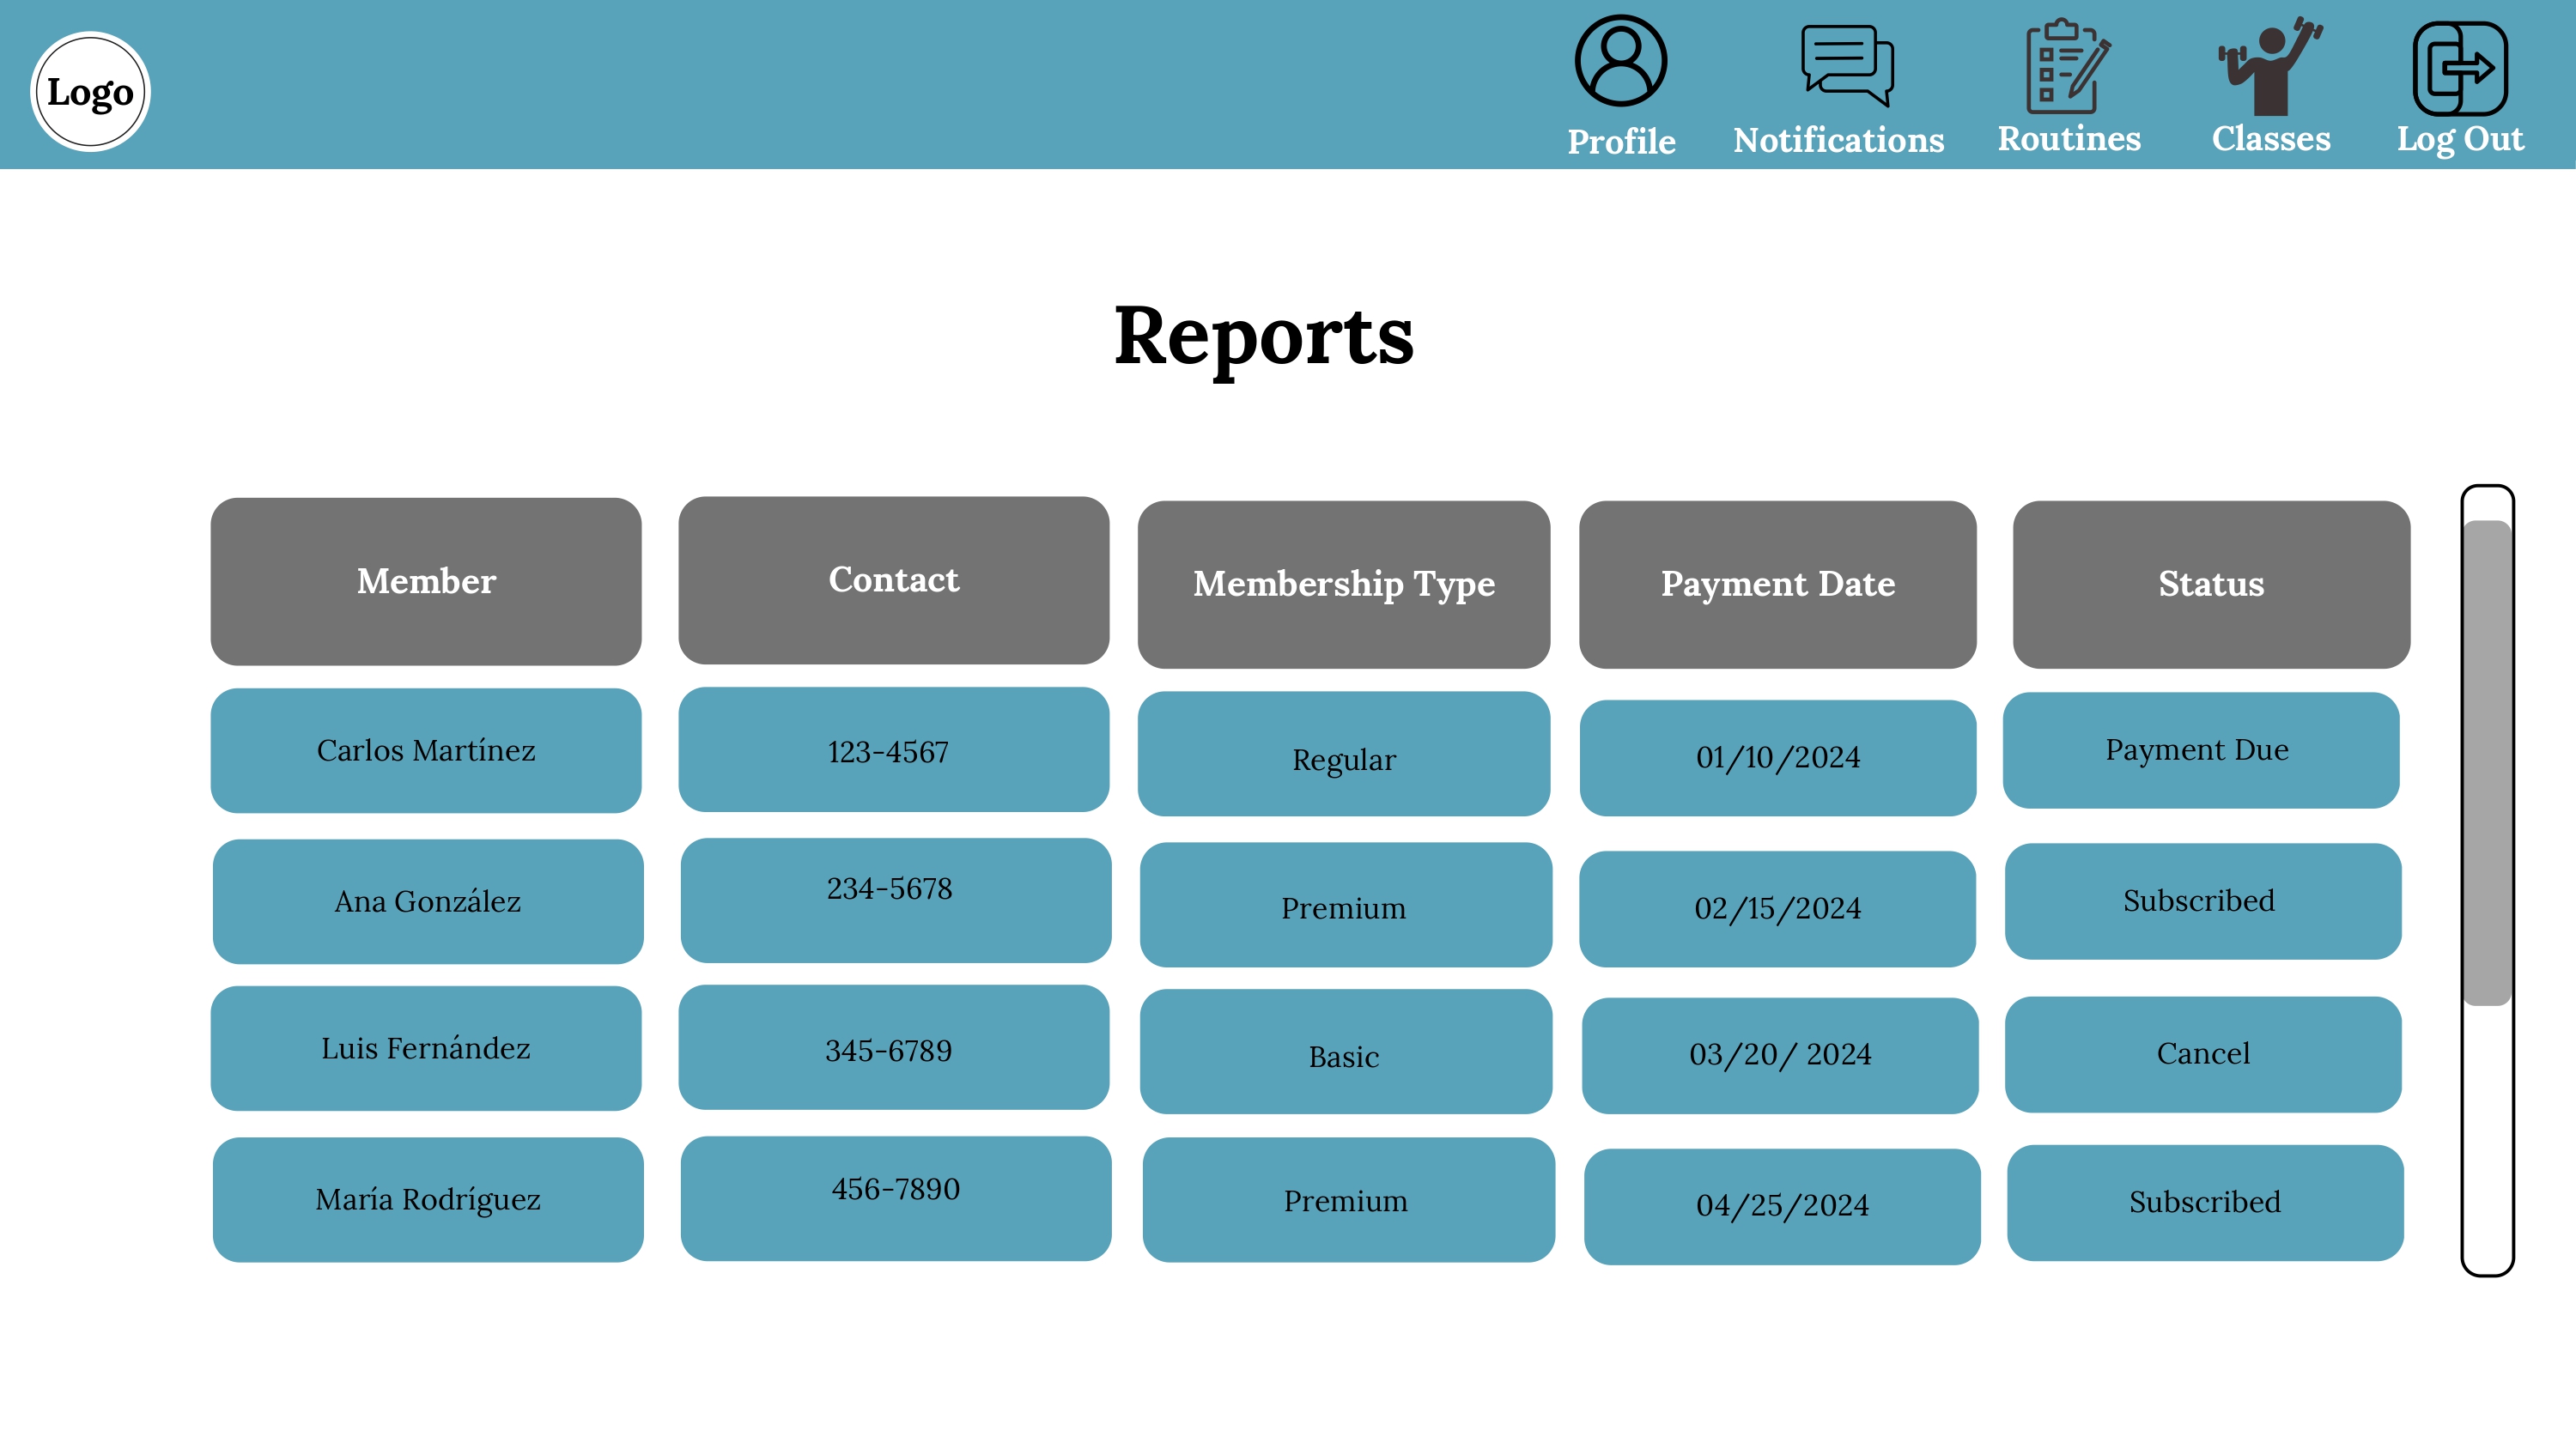 Logo
Profile
Notifications
Routines
Classes
Log Out
Reports
Member
Contact
Membership Type
Payment Date
Status
Carlos Martínez
123-4567
Regular
01/10/2024
Payment Due
Ana González
234-5678
Premium
02/15/2024
Subscribed
Luis Fernández
345-6789
Basic
03/20/ 2024
Cancel
María Rodríguez
456-7890
Premium
04/25/2024
Subscribed